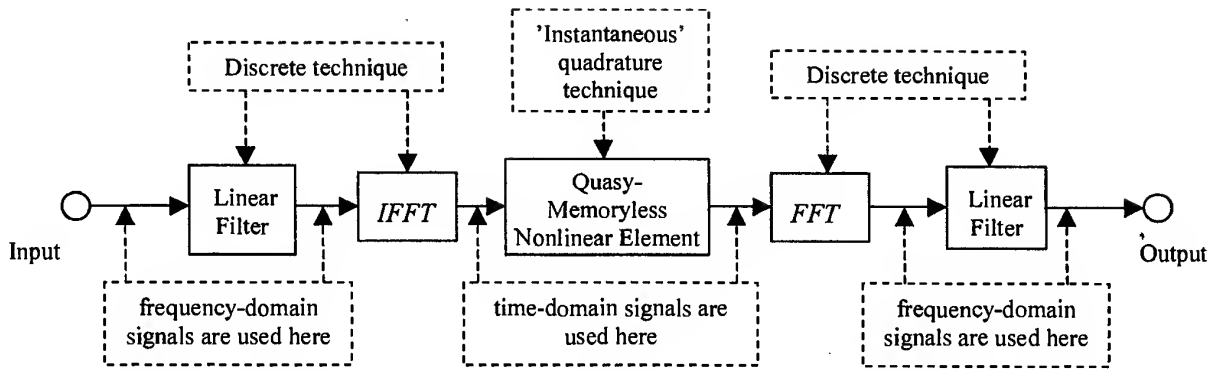 Discrete technique
'Instantaneous'
quadrature
technique
Discrete technique
Input
Linear
Filter
IFFT
Quasy-
Memoryless
Nonlinear Element
FFT
Linear
Filter
Output
frequency-domain
signals are used here
time-domain signals are
used here
frequency-domain
signals are used here